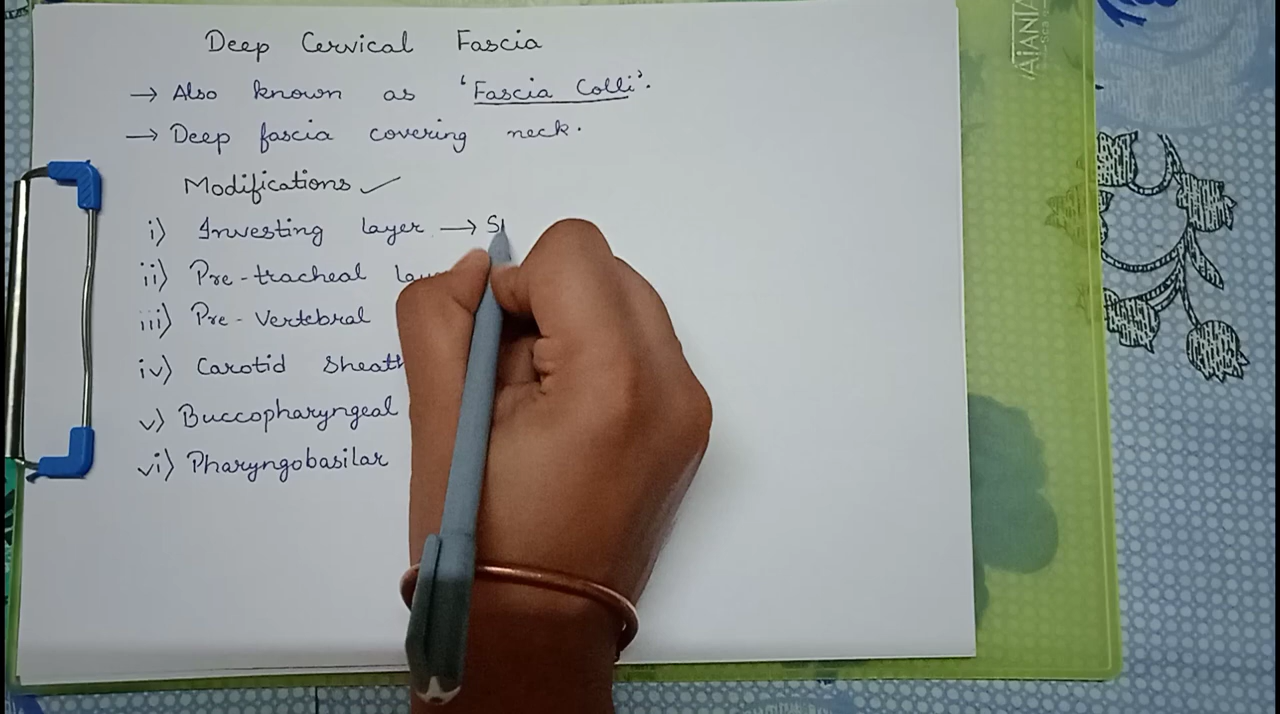 Deep Cervical Fascia
→ Also known as 'Fascia Colli'.
→ Deep fascia covering neck.
Modifications ✓
i) Investing layer →
ii) Pre-tracheal
iii) Pre-Vertebral
iv) Carotid Sheath
v) Buccopharyngeal
vi) Pharyngobasilar